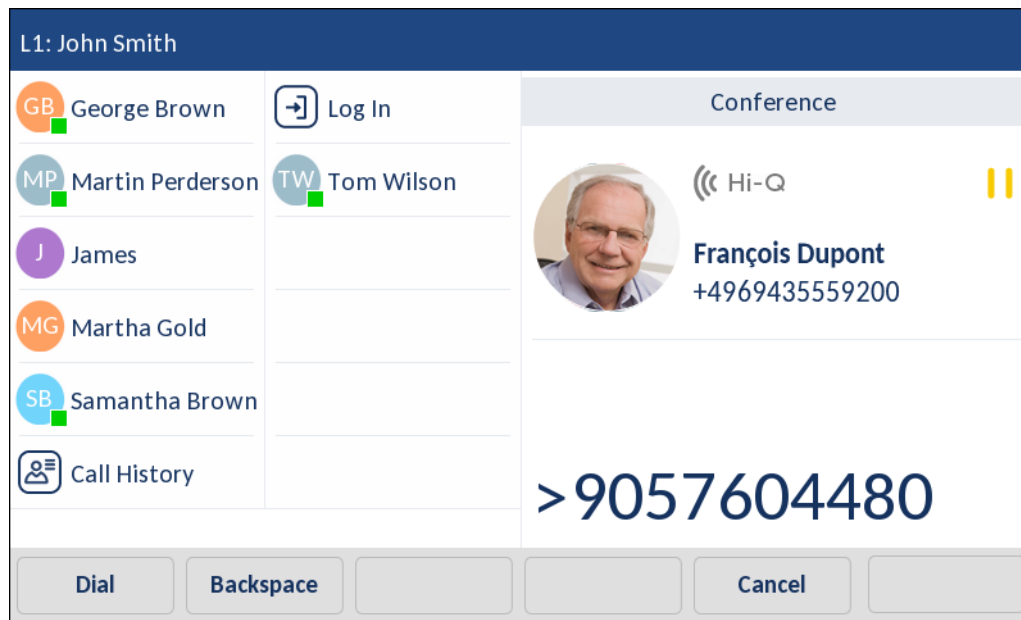 L1: John Smith
GB George Brown
MP Martin Perderson
J James
MG Martha Gold
SB Samantha Brown
Call History
Log In
TW Tom Wilson
Conference
Hi-Q
François Dupont
+4969435559200
>9057604480
Dial
Backspace
Cancel